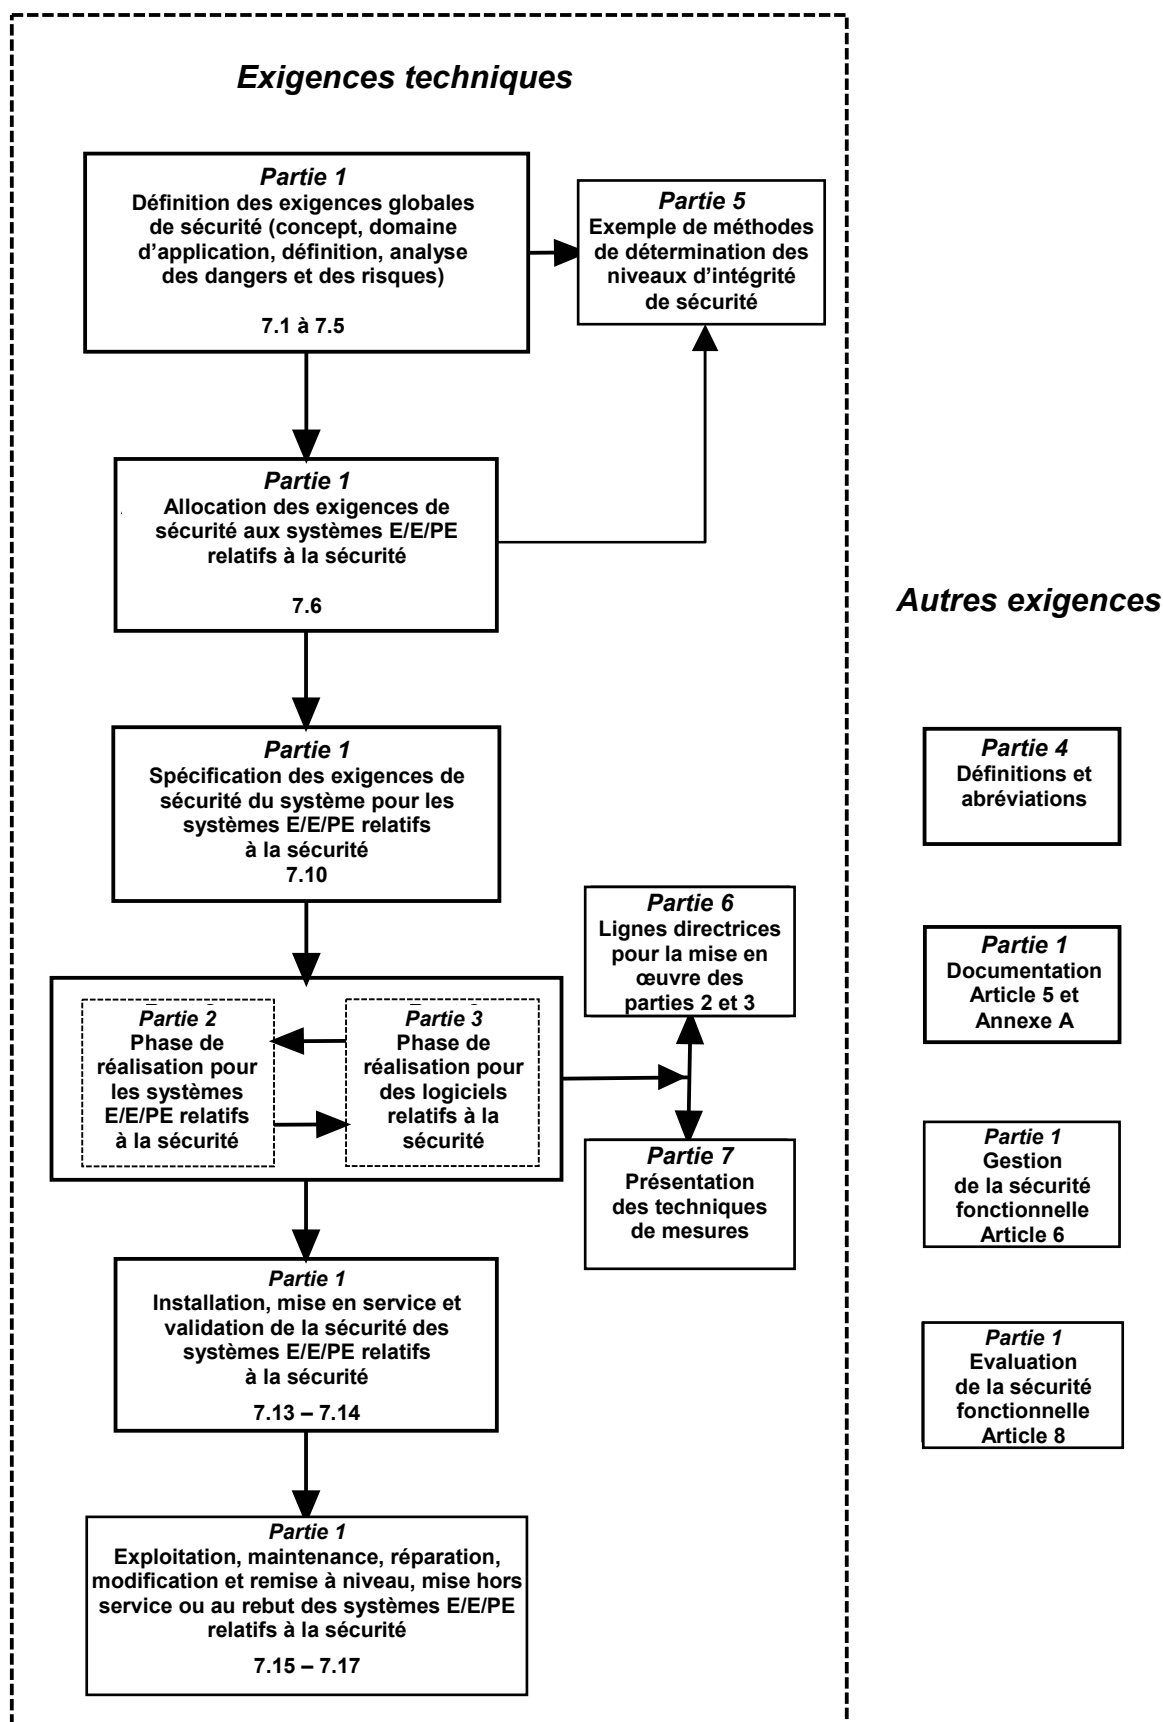 Exigences techniques
Partie 1
Définition des exigences globales
de sécurité (concept, domaine
d’application, définition, analyse
des dangers et des risques)
7.1 à 7.5
Partie 5
Exemple de méthodes
de détermination des
niveaux d’intégrité
de sécurité
Partie 1
Allocation des exigences de
sécurité aux systèmes E/E/PE
relatifs à la sécurité
7.6
Partie 1
Spécification des exigences de
sécurité du système pour les
systèmes E/E/PE relatifs
à la sécurité
7.10
Partie 2
Phase de
réalisation pour
les systèmes
E/E/PE relatifs
à la sécurité
Partie 3
Phase de
réalisation pour
des logiciels
relatifs à la
sécurité
Partie 6
Lignes directrices
pour la mise en
œuvre des
parties 2 et 3
Partie 7
Présentation
des techniques
de mesures
Partie 1
Installation, mise en service et
validation de la sécurité des
systèmes E/E/PE relatifs
à la sécurité
7.13 – 7.14
Partie 1
Exploitation, maintenance, réparation,
modification et remise à niveau, mise hors
service ou au rebut des systèmes E/E/PE
relatifs à la sécurité
7.15 – 7.17
Autres exigences
Partie 4
Définitions et
abréviations
Partie 1
Documentation
Article 5 et
Annexe A
Partie 1
Gestion
de la sécurité
fonctionnelle
Article 6
Partie 1
Evaluation
de la sécurité
fonctionnelle
Article 8